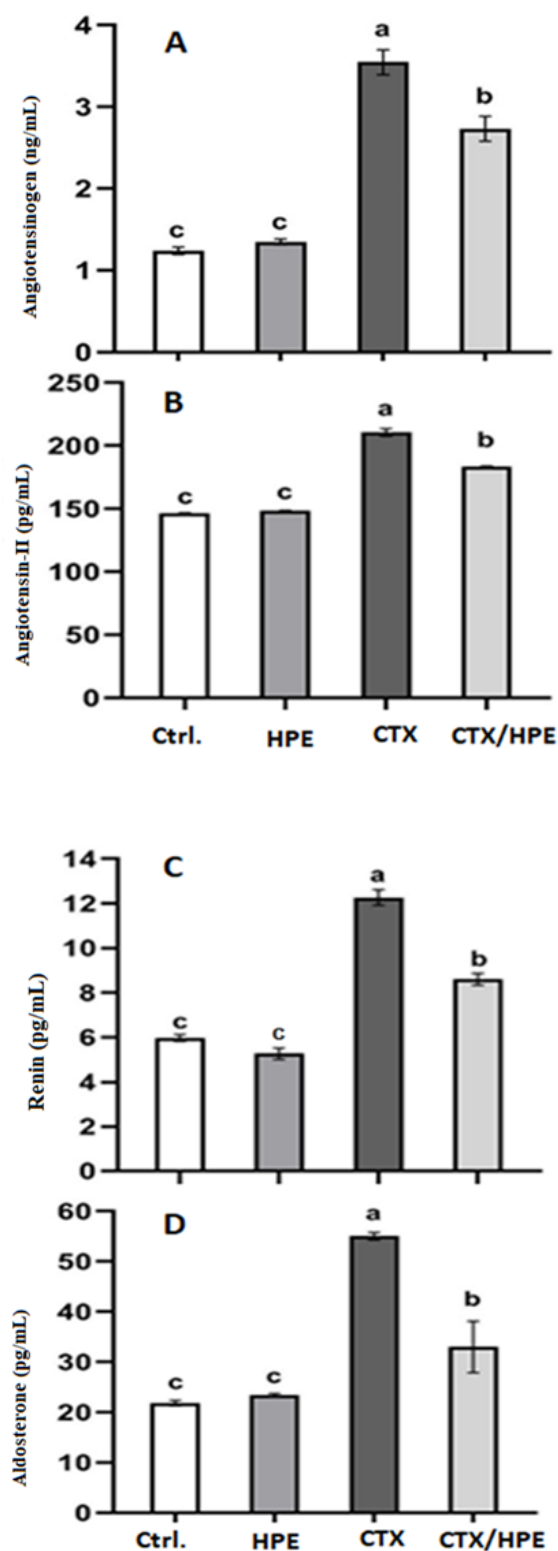 A
Angiotensinogen (ng/mL)
4
3
2
1
0
c
c
a
b
B
Angiotensin-II (pg/mL)
250
200
150
100
50
0
c
c
a
b
Ctrl.
HPE
CTX
CTX/HPE
C
Renin (pg/mL)
14
12
10
8
6
4
2
0
c
c
a
b
D
Aldosterone (pg/mL)
60
50
40
30
20
10
0
c
c
a
b
Ctrl.
HPE
CTX
CTX/HPE